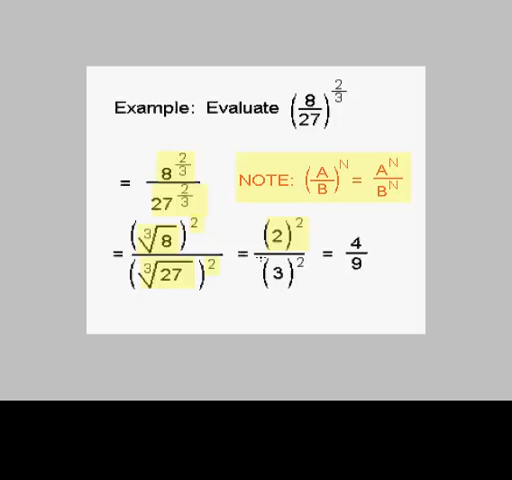 Example: Evaluate (8/27)^(2/3)
= 8^(2/3) / 27^(2/3)
NOTE: (A/B)^N = A^N / B^N
= (∛8)^2 / (∛27)^2 = (2)^2 / (3)^2 = 4/9